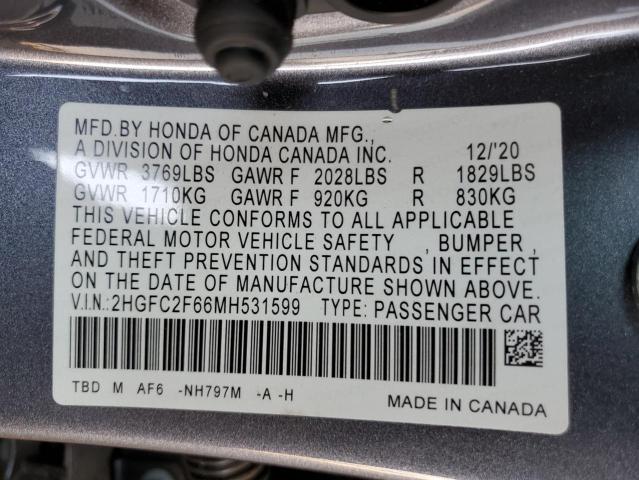 MFD.BY HONDA OF CANADA MFG.,
A DIVISION OF HONDA CANADA INC. 12/'20
GVWR 3769LBS GAWR F 2028LBS R 1829LBS
GVWR 1710KG GAWR F 920KG R 830KG
THIS VEHICLE CONFORMS TO ALL APPLICABLE
FEDERAL MOTOR VEHICLE SAFETY , BUMPER ,
AND THEFT PREVENTION STANDARDS IN EFFECT
ON THE DATE OF MANUFACTURE SHOWN ABOVE.
V.I.N.:2HGFC2F66MH531599 TYPE: PASSENGER CAR
TBD M AF6 -NH797M -A -H
MADE IN CANADA